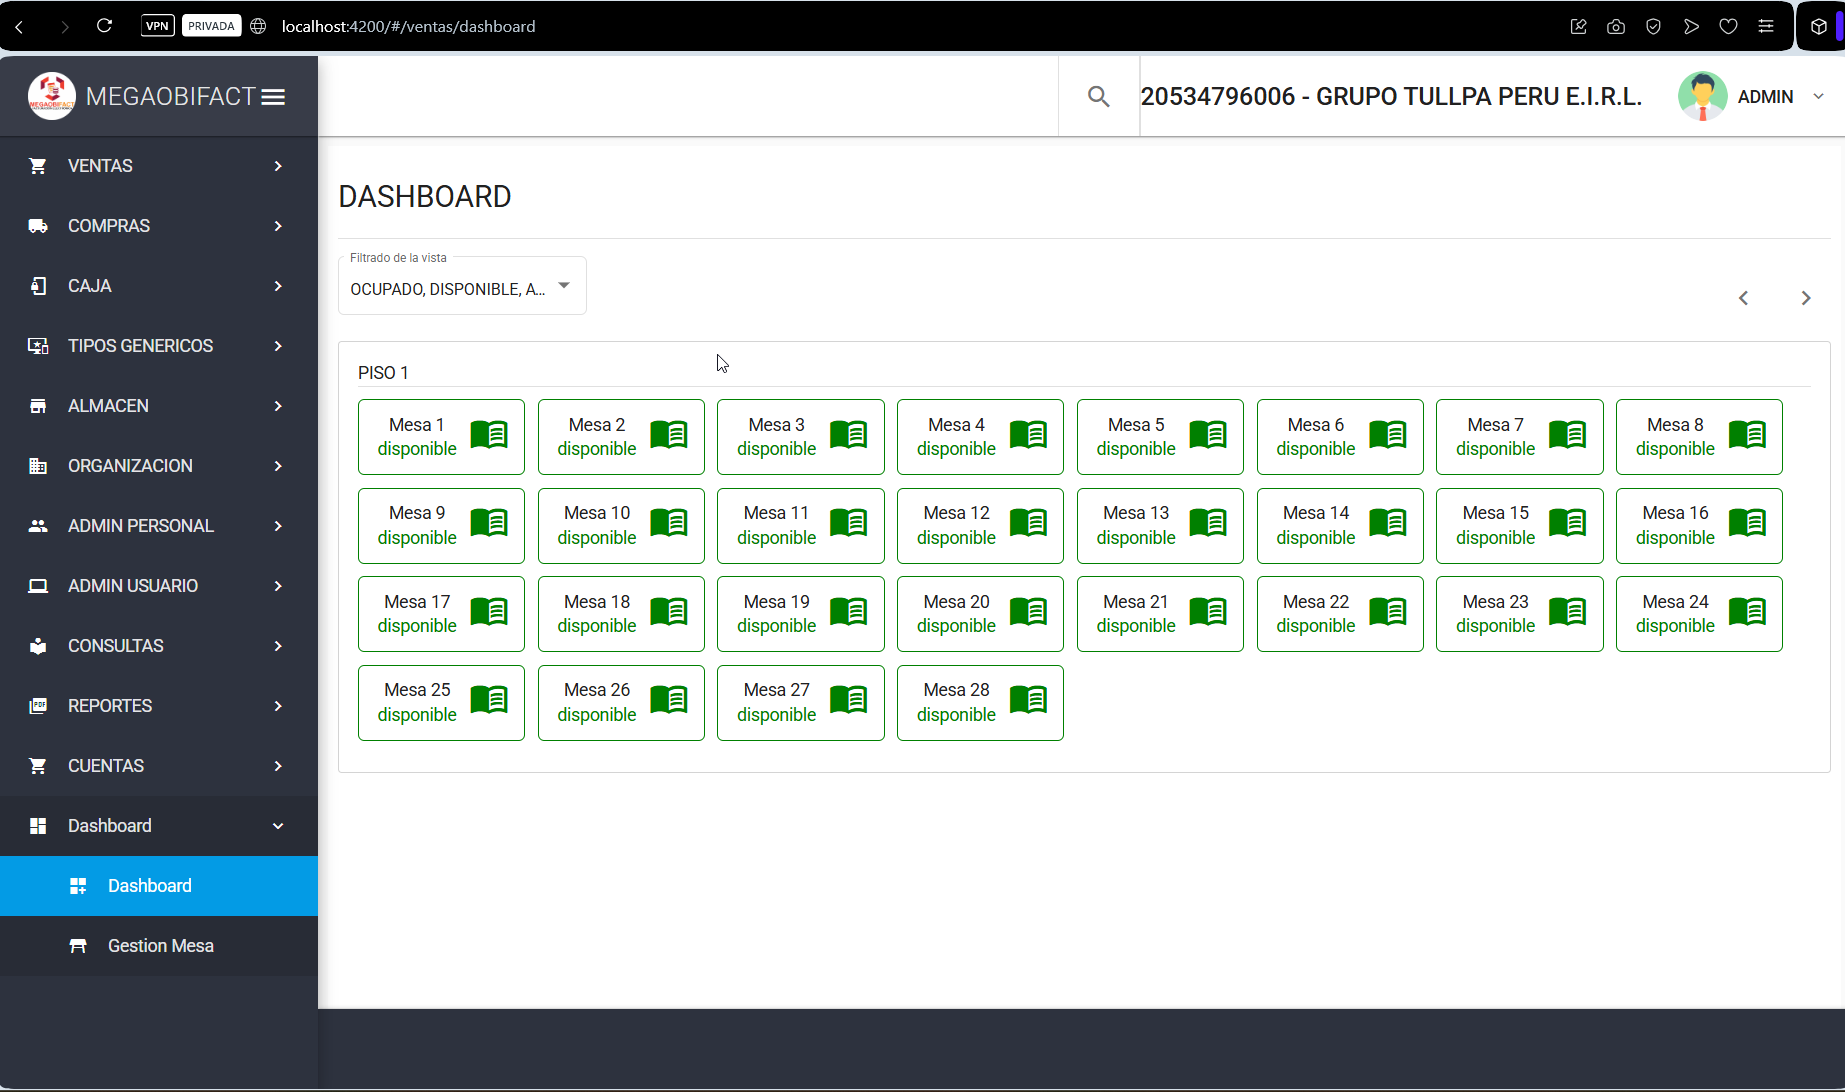 VPN PRIVADA localhost:4200/#/ventas/dashboard
MEGAOBIFACT
20534796006 - GRUPO TULLPA PERU E.I.R.L.
ADMIN
VENTAS
COMPRAS
CAJA
TIPOS GENERICOS
ALMACEN
ORGANIZACION
ADMIN PERSONAL
ADMIN USUARIO
CONSULTAS
REPORTES
CUENTAS
Dashboard
Dashboard
Gestion Mesa
DASHBOARD
Filtrado de la vista
OCUPADO, DISPONIBLE, A...
PISO 1
Mesa 1 Mesa 2 Mesa 3 Mesa 4 Mesa 5 Mesa 6 Mesa 7 Mesa 8
disponible disponible disponible disponible disponible disponible disponible disponible
Mesa 9 Mesa 10 Mesa 11 Mesa 12 Mesa 13 Mesa 14 Mesa 15 Mesa 16
disponible disponible disponible disponible disponible disponible disponible disponible
Mesa 17 Mesa 18 Mesa 19 Mesa 20 Mesa 21 Mesa 22 Mesa 23 Mesa 24
disponible disponible disponible disponible disponible disponible disponible disponible
Mesa 25 Mesa 26 Mesa 27 Mesa 28
disponible disponible disponible disponible